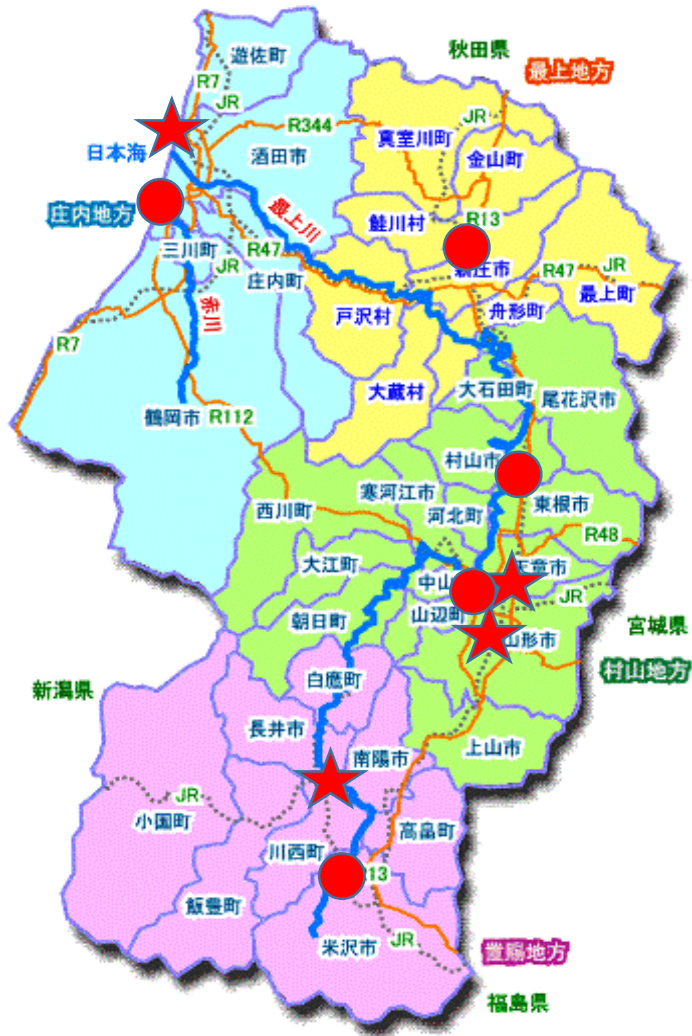 秋田県
最上地方
遊佐町
R7
JR
R344
JR
真室川町
金山町
日本海
酒田市
庄内地方
最上川
鮭川村
R13
三川町
R47
JR
庄内町
新庄市
R47
JR
最上町
戸沢村
舟形町
赤川
R7
大蔵村
大石田町
尾花沢市
鶴岡市
R112
村山市
寒河江市
東根市
西川町
河北町
R48
大江町
中山
天童市
JR
朝日町
山辺町
山形市
宮城県
村山地方
新潟県
白鷹町
長井市
南陽市
上山市
JR
小国町
高畠町
川西町
13
飯豊町
米沢市
JR
置賜地方
福島県